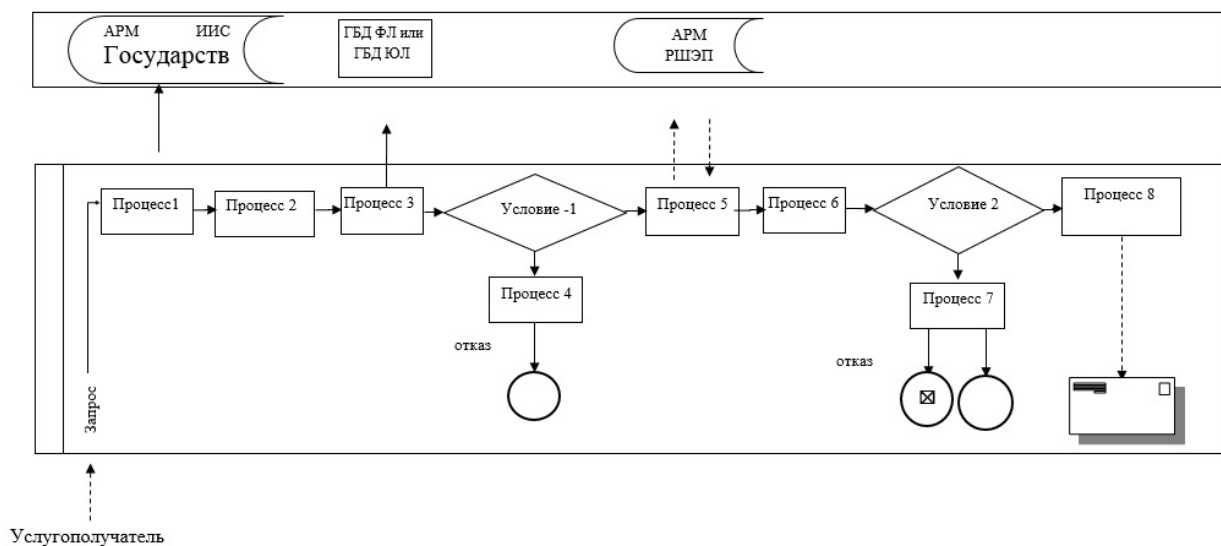 АРМ ИИС
Государств
ГБД ФЛ или
ГБД ЮЛ
АРМ
РШЭП
Процесс1
Процесс 2
Процесс 3
Условие -1
Процесс 5
Процесс 6
Условие 2
Процесс 8
Процесс 4
Процесс 7
отказ
отказ
Запрос
Услугополучатель